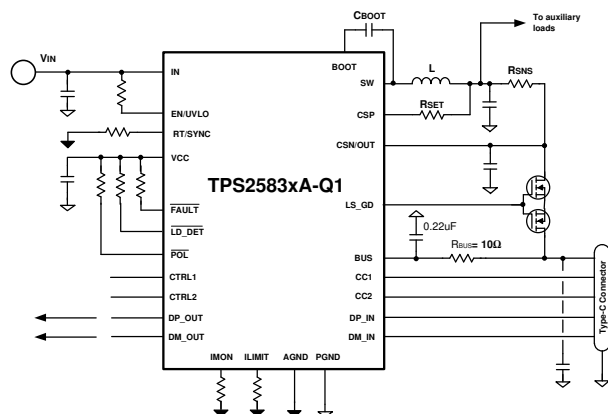 CBOOT
To auxiliary
loads
VIN
BOOT
IN
SW
L
RSNS
EN/UVLO
CSP
RSET
RT/SYNC
CSN/OUT
VCC
TPS2583xA-Q1
LS_GD
FAULT
0.22uF
LD_DET
RBUS= 10Ω
POL
BUS
CTRL1
CC1
CTRL2
CC2
DP_OUT
DP_IN
DM_OUT
DM_IN
Type-C Connector
IMON
ILIMIT
AGND
PGND